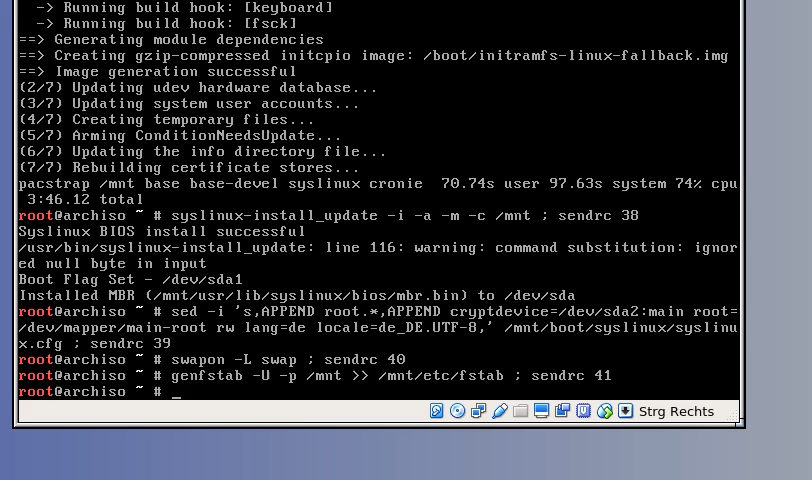 -> Running build hook: [keyboard]
-> Running build hook: [fsck]
==> Generating module dependencies
==> Creating gzip-compressed initcpio image: /boot/initramfs-linux-fallback.img
==> Image generation successful
(2/7) Updating udev hardware database...
(3/7) Updating system user accounts...
(4/7) Creating temporary files...
(5/7) Arming ConditionNeedsUpdate...
(6/7) Updating the info directory file...
(7/7) Rebuilding certificate stores...
pacstrap /mnt base base-devel syslinux cronie  70.74s user 97.63s system 74% cpu
 3:46.12 total
root@archiso ~ # syslinux-install_update -i -a -m -c /mnt ; sendrc 38
Syslinux BIOS install successful
/usr/bin/syslinux-install_update: line 116: warning: command substitution: ignor
ed null byte in input
Boot Flag Set - /dev/sda1
Installed MBR (/mnt/usr/lib/syslinux/bios/mbr.bin) to /dev/sda
root@archiso ~ # sed -i 's,APPEND root.*,APPEND cryptdevice=/dev/sda2:main root=
/dev/mapper/main-root rw lang=de locale=de_DE.UTF-8,' /mnt/boot/syslinux/syslinu
x.cfg ; sendrc 39
root@archiso ~ # swapon -L swap ; sendrc 40
root@archiso ~ # genfstab -U -p /mnt >> /mnt/etc/fstab ; sendrc 41
root@archiso ~ # _
Strg Rechts